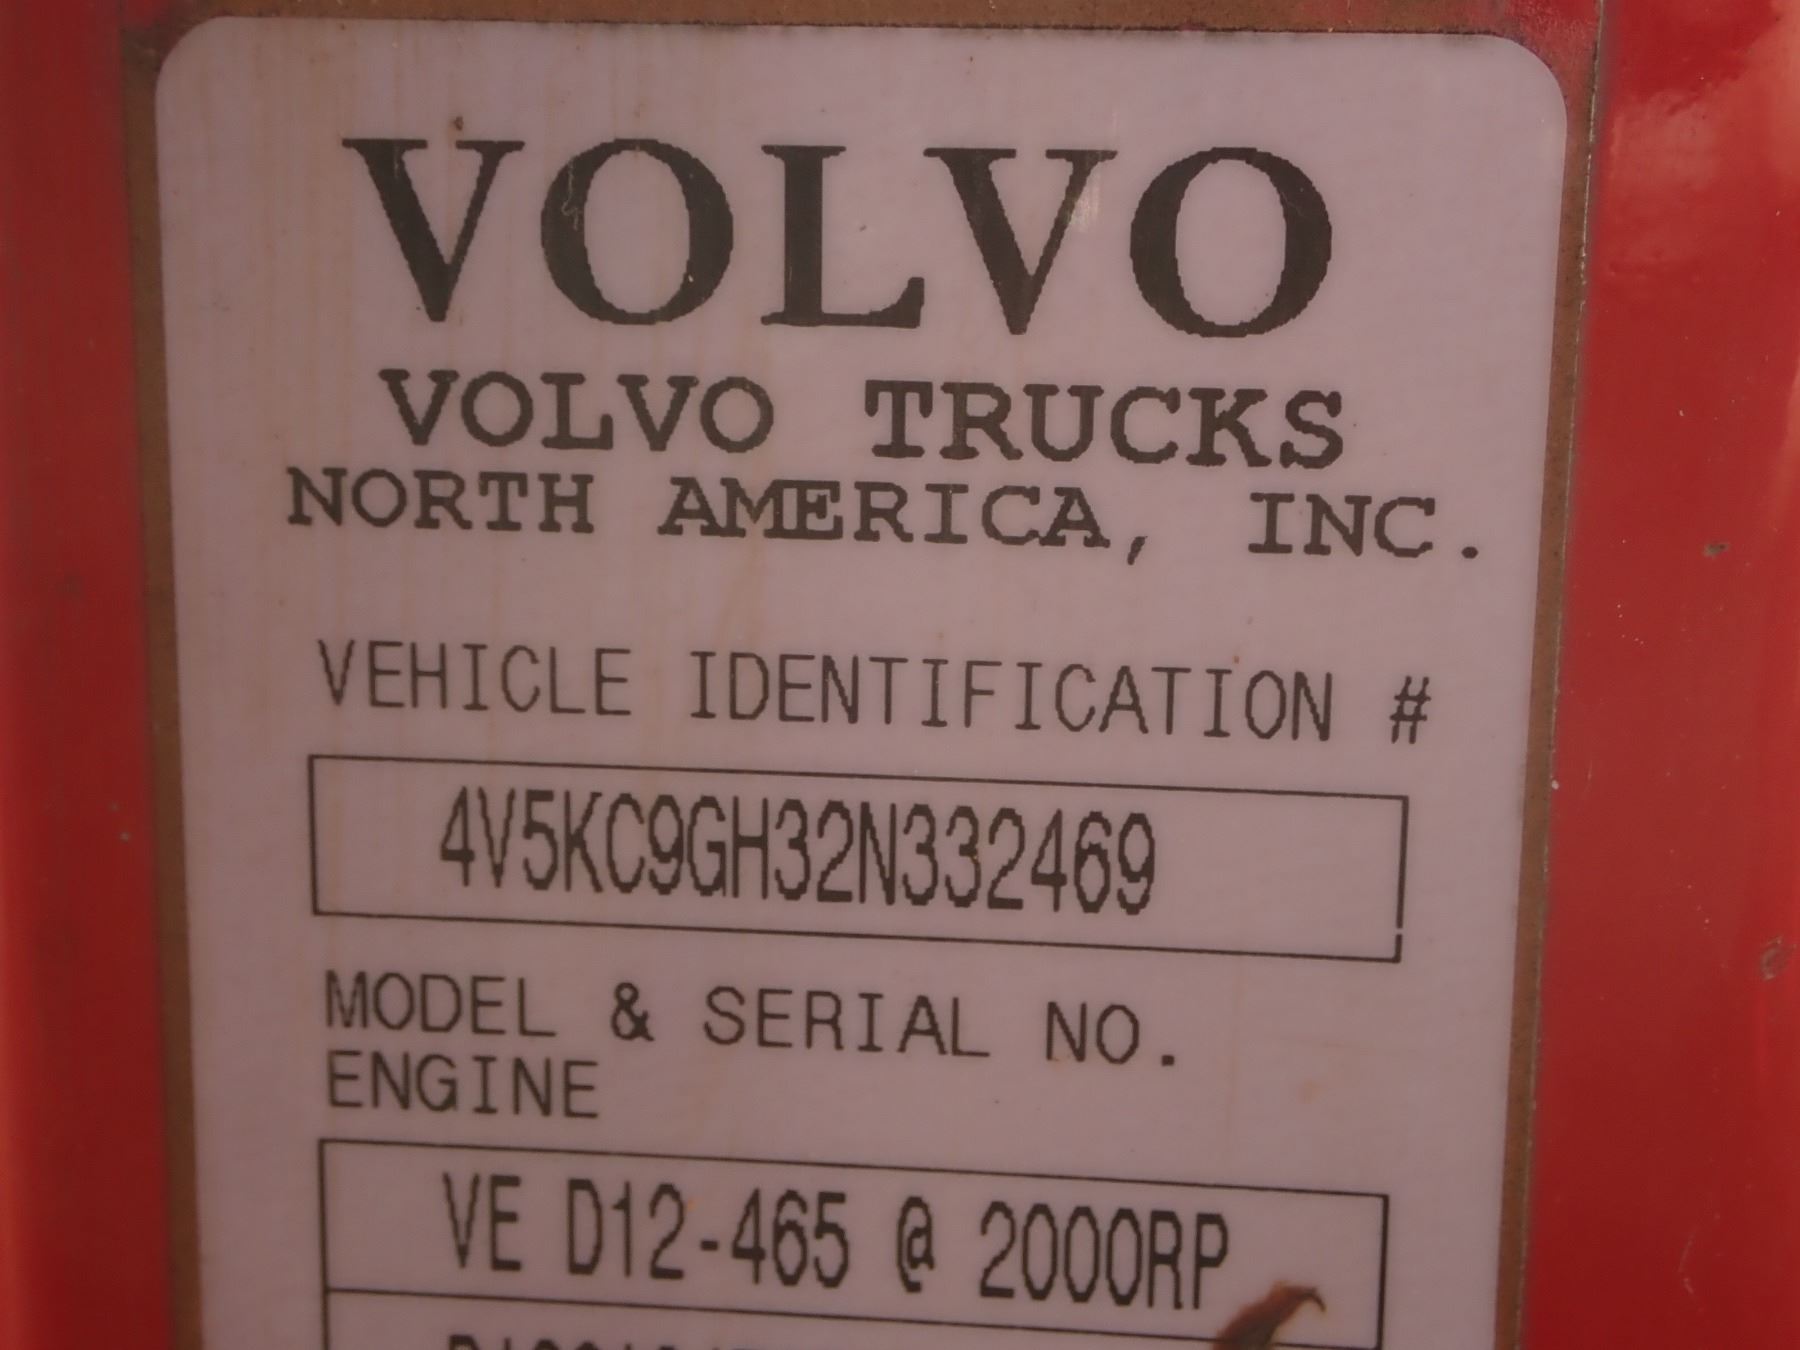 VOLVO
VOLVO TRUCKS
NORTH AMERICA, INC.
VEHICLE IDENTIFICATION #
4V5KC9GH32N332469
MODEL & SERIAL NO.
ENGINE
VE D12-465 @ 2000RP